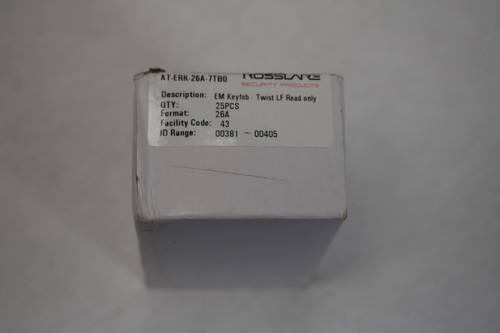 ROSSLARE
SECURITY PRODUCTS
AT-ERK-26A-7TB0
Description: EM Keyfob - Twist LF Read only
QTY: 25PCS
Format: 26A
Facility Code: 43
ID Range: 00381 ~ 00405